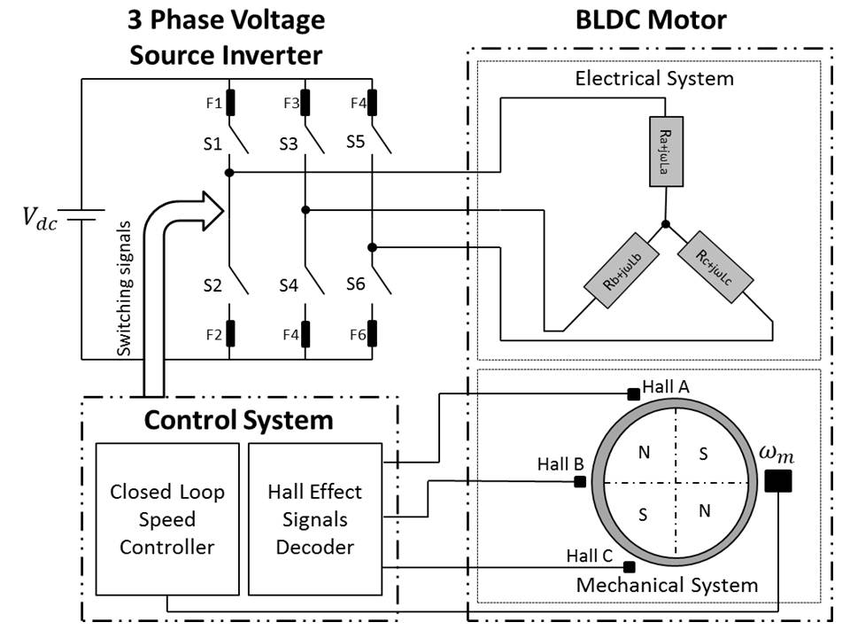 3 Phase Voltage
Source Inverter
BLDC Motor
Electrical System
F1
F3
F4
S1
S3
S5
Ra+jωLa
Vdc
Switching signals
Rb+jωLb
Rc+jωLc
S2
S4
S6
F2
F4
F6
Control System
Closed Loop
Speed
Controller
Hall Effect
Signals
Decoder
Hall A
Hall B
Hall C
N
S
S
N
ωm
Mechanical System